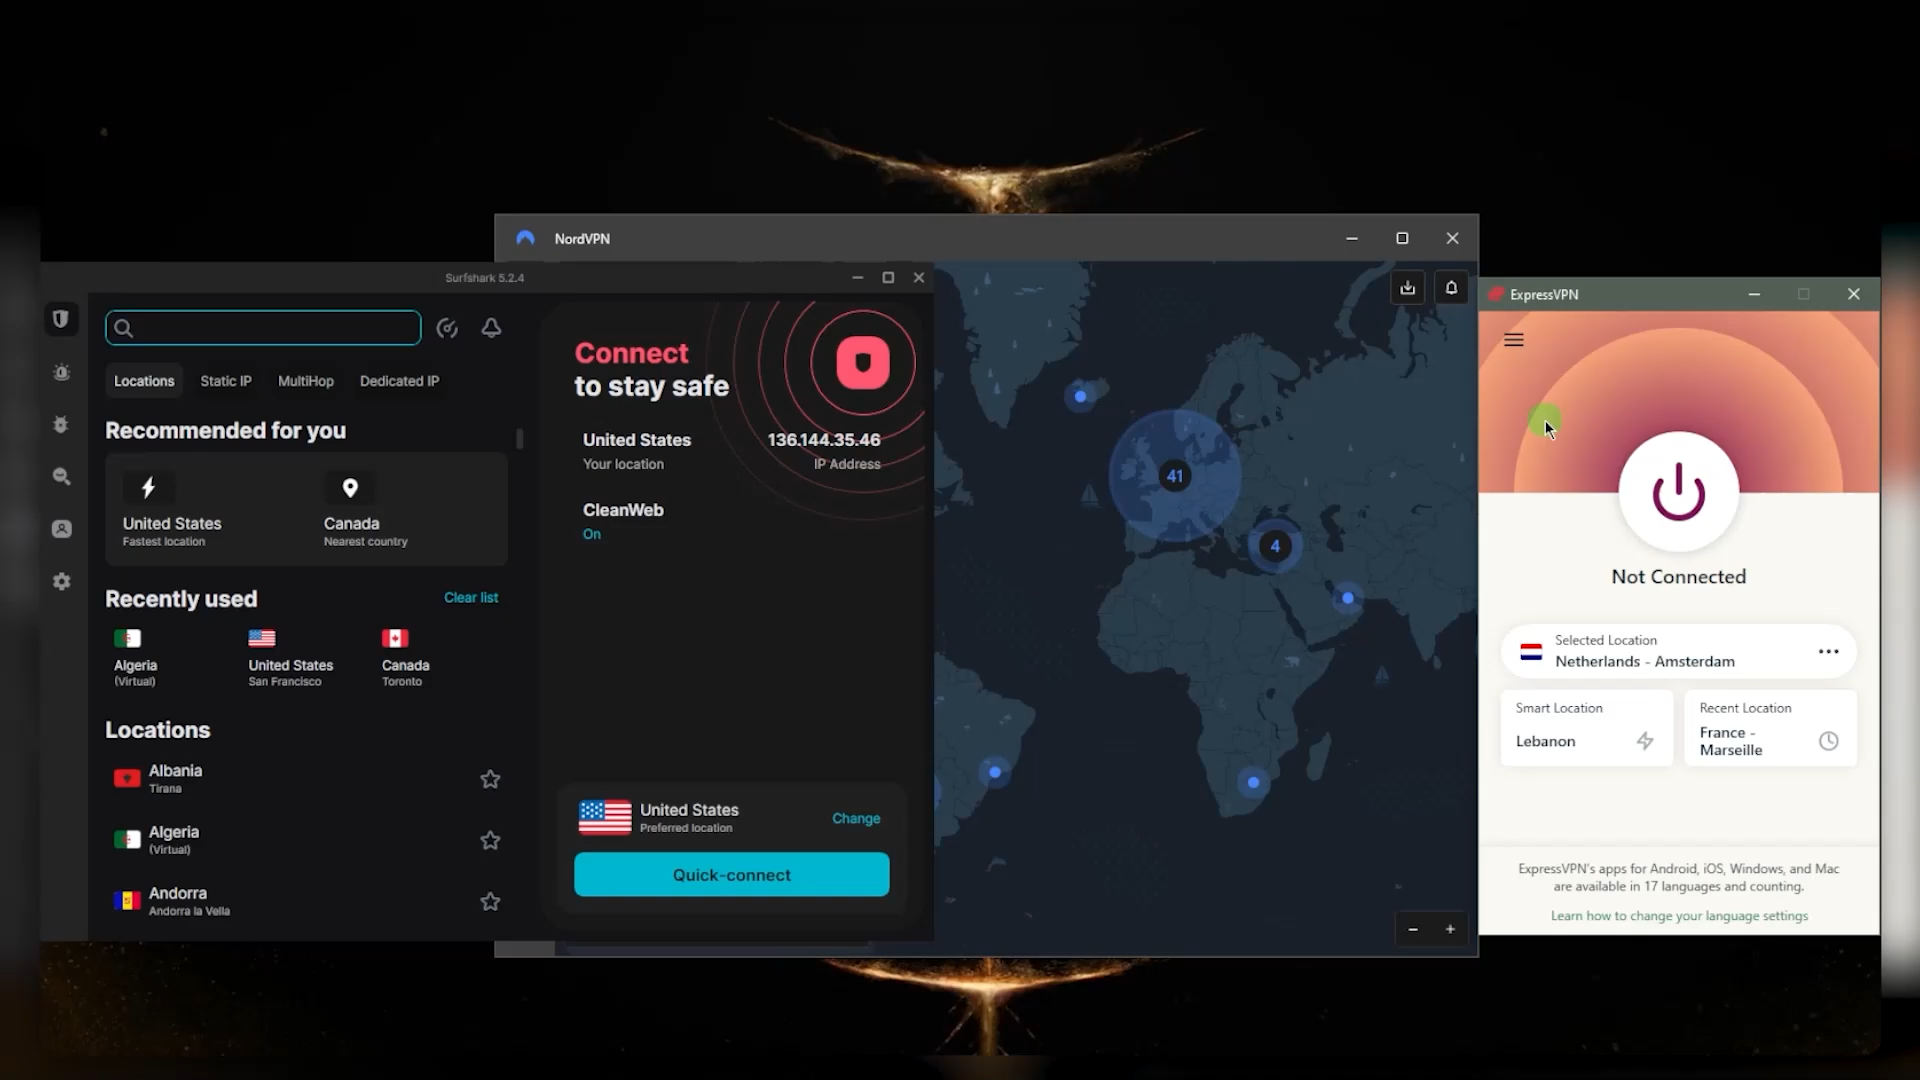 NordVPN
Surfshark 5.2.4
Locations
Static IP
MultiHop
Dedicated IP
Recommended for you
United States
Fastest location
Canada
Nearest country
Recently used
Clear list
Algeria
(Virtual)
United States
San Francisco
Canada
Toronto
Locations
Albania
Tirana
Algeria
(Virtual)
Andorra
Andorra la Vella
Connect
to stay safe
United States
Your location
136.144.35.46
IP Address
CleanWeb
On
United States
Preferred location
Change
Quick-connect
41
4
ExpressVPN
Not Connected
Selected Location
Netherlands - Amsterdam
Smart Location
Lebanon
Recent Location
France -
Marseille
ExpressVPN's apps for Android, iOS, Windows, and Mac
are available in 17 languages and counting.
Learn how to change your language settings